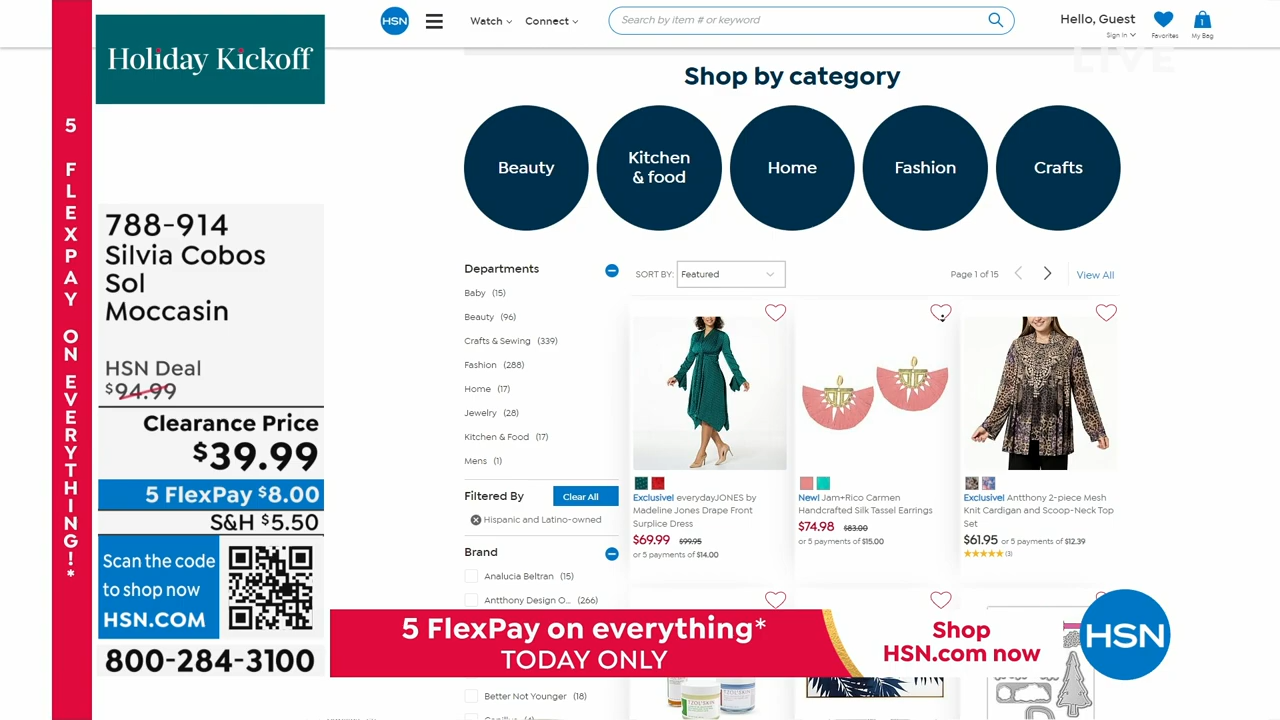 5 FLEXPAY ON EVERYTHING!*
Holiday Kickoff
788-914
Silvia Cobos
Sol
Moccasin
HSN Deal
$94.99
Clearance Price
$39.99
5 FlexPay $8.00
S&H $5.50
Scan the code
to shop now
HSN.COM
800-284-3100
HSN
Watch
Connect
Search by item # or keyword
Hello, Guest
Sign In
Favorites
1
My Bag
LIVE
Shop by category
Beauty
Kitchen
& food
Home
Fashion
Crafts
Departments
Baby (15)
Beauty (96)
Crafts & Sewing (339)
Fashion (288)
Home (17)
Jewelry (28)
Kitchen & Food (17)
Mens (1)
Filtered By
Clear All
Hispanic and Latino-owned
Brand
Analucia Beltran (15)
Antthony Design O... (266)
Better Not Younger (18)
SORT BY: Featured
Page 1 of 15
View All
Exclusive! everydayJONES by
Madeline Jones Drape Front
Surplice Dress
$69.99 $99.95
or 5 payments of $14.00
New! Jam+Rico Carmen
Handcrafted Silk Tassel Earrings
$74.98 $83.00
or 5 payments of $15.00
Exclusive! Antthony 2-piece Mesh
Knit Cardigan and Scoop-Neck Top
Set
$61.95 or 5 payments of $12.39
(3)
5 FlexPay on everything*
TODAY ONLY
Shop
HSN.com now
HSN